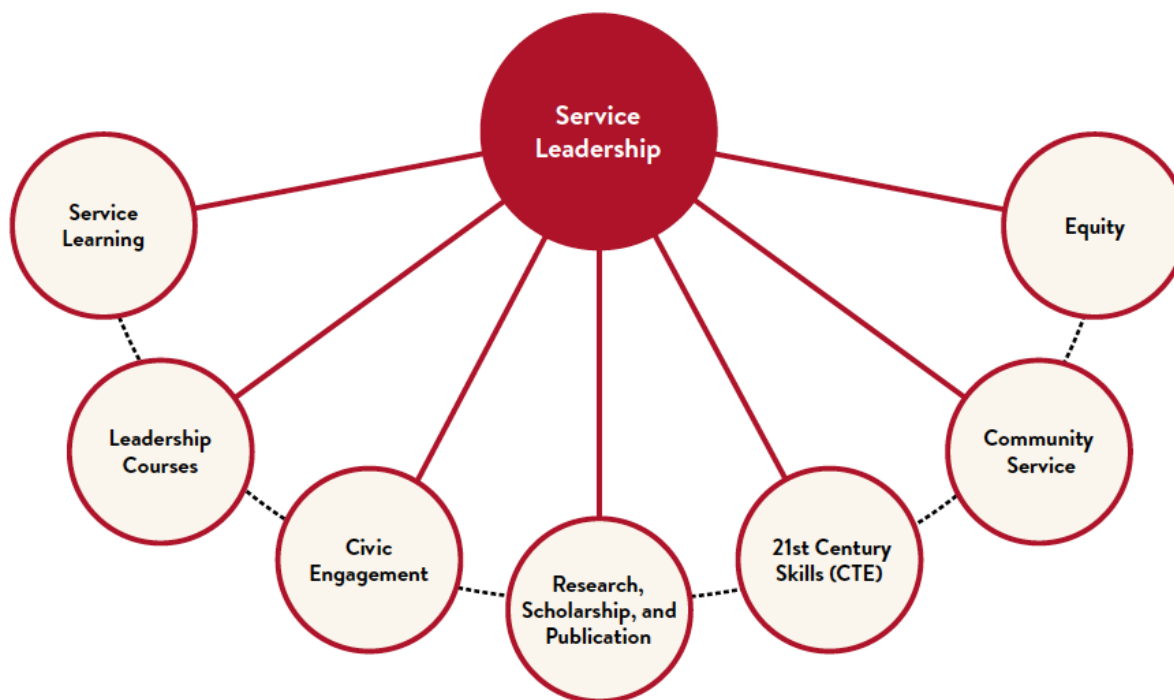 Service
Leadership
Service
Learning
Equity
Leadership
Courses
Community
Service
Civic
Engagement
21st Century
Skills (CTE)
Research,
Scholarship, and
Publication